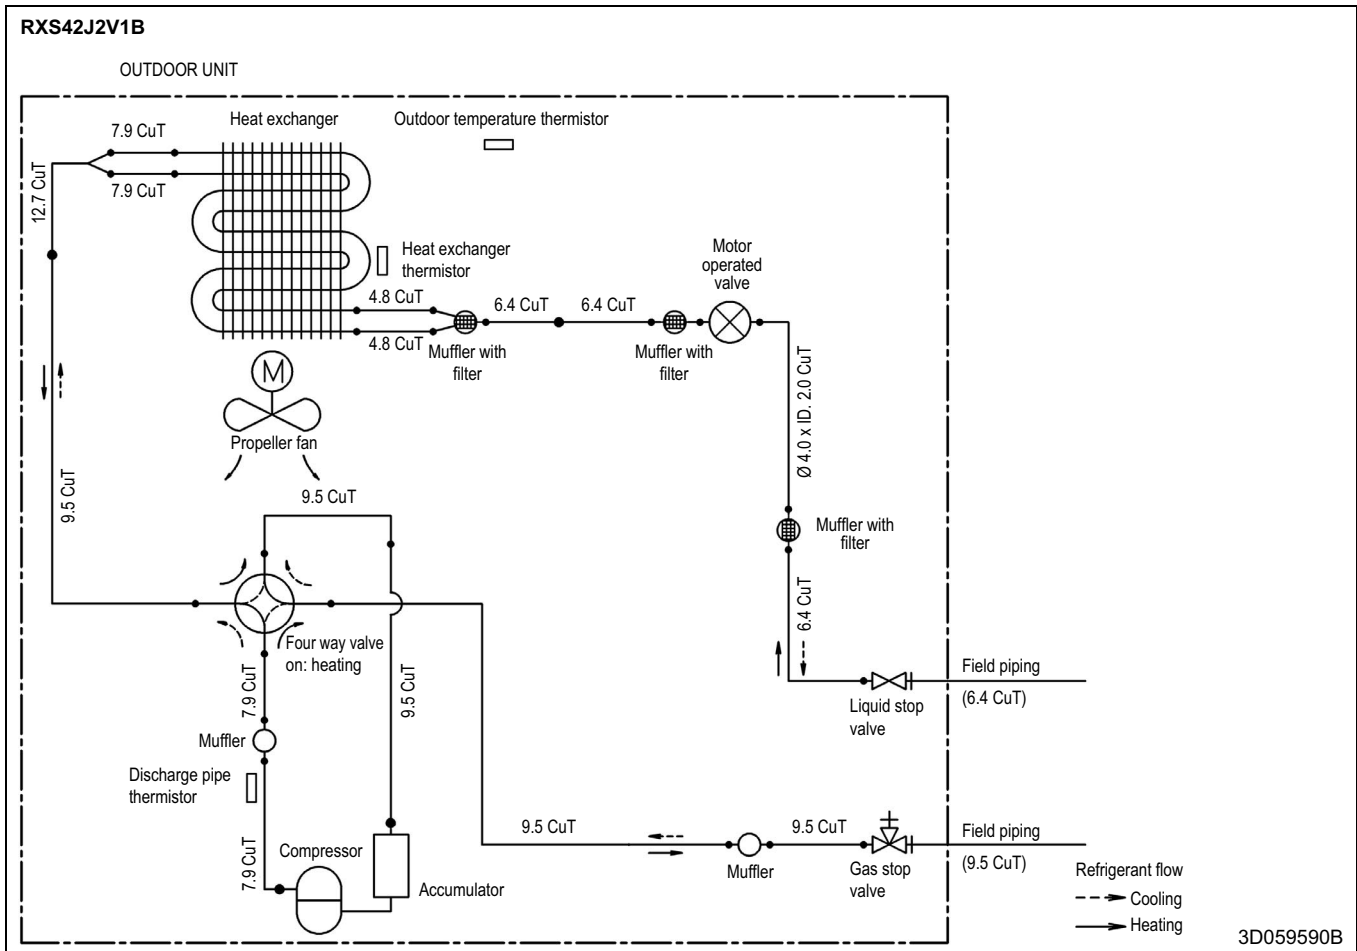 RXS42J2V1B
OUTDOOR UNIT
Heat exchanger
Outdoor temperature thermistor
7.9 CuT
7.9 CuT
12.7 CuT
Heat exchanger
thermistor
Motor
operated
valve
4.8 CuT
6.4 CuT
6.4 CuT
4.8 CuT
Muffler with
filter
Muffler with
filter
M
Propeller fan
Ø 4.0 x ID. 2.0 CuT
9.5 CuT
9.5 CuT
Muffler with
filter
6.4 CuT
Four way valve
on: heating
7.9 CuT
9.5 CuT
Field piping
(6.4 CuT)
Liquid stop
valve
Muffler
Discharge pipe
thermistor
9.5 CuT
9.5 CuT
Field piping
(9.5 CuT)
7.9CuT
Compressor
Accumulator
Muffler
Gas stop
valve
Refrigerant flow
Cooling
Heating
3D059590B